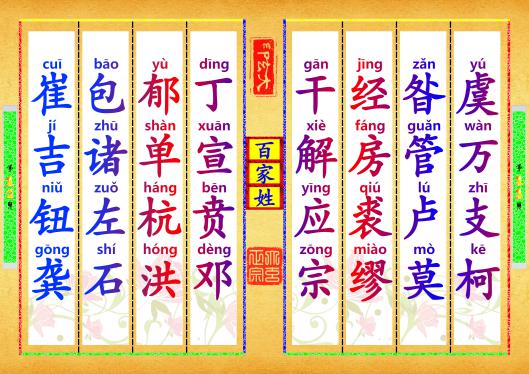 yú 虞 wàn 万 zhī 支 kē 柯
zǎn 昝 guǎn 管 lú 卢 mò 莫
jīng 经 fáng 房 qiú 裘 miào 缪
gān 干 xiè 解 yīng 应 zōng 宗
百家姓
dīng 丁 xuān 宣 bēn 贲 dèng 邓
yù 郁 shàn 单 háng 杭 hóng 洪
bāo 包 zhū 诸 zuǒ 左 shí 石
cuī 崔 jí 吉 niǔ 钮 gōng 龚